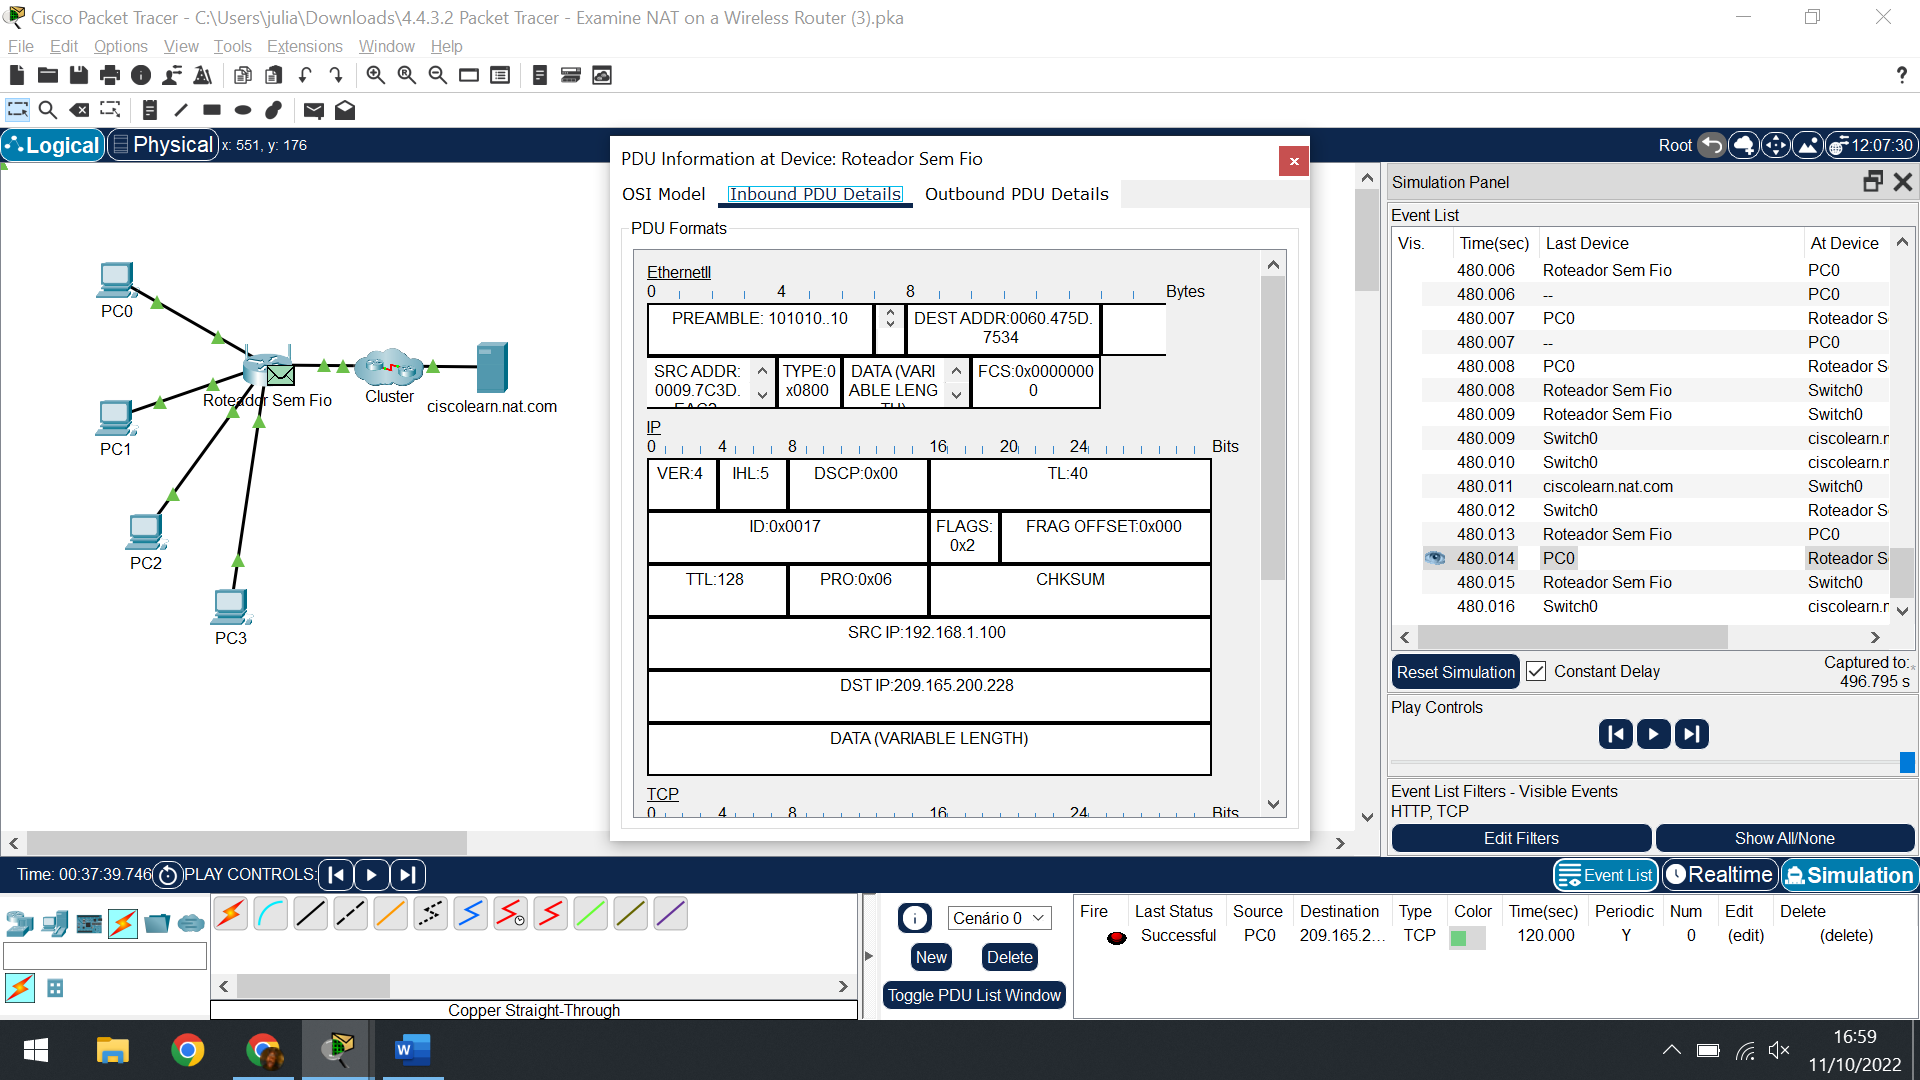 Cisco Packet Tracer - C:\Users\julia\Downloads\4.4.3.2 Packet Tracer - Examine NAT on a Wireless Router (3).pka
File Edit Options View Tools Extensions Window Help
Logical Physical x: 551, y: 176
Root 12:07:30
PC0
PC1
PC2
PC3
Roteador Sem Fio
Cluster
ciscolearn.nat.com
PDU Information at Device: Roteador Sem Fio
OSI Model Inbound PDU Details Outbound PDU Details
PDU Formats
EthernetII
0 4 8 Bytes
PREAMBLE: 101010..10
DEST ADDR:0060.475D.
7534
SRC ADDR:
0009.7C3D.
TYPE:0
x0800
DATA (VARI
ABLE LENG
TH)
FCS:0x0000000
0
IP
0 4 8 16 20 24 Bits
VER:4 IHL:5 DSCP:0x00 TL:40
ID:0x0017
FLAGS:
0x2
FRAG OFFSET:0x000
TTL:128 PRO:0x06 CHKSUM
SRC IP:192.168.1.100
DST IP:209.165.200.228
DATA (VARIABLE LENGTH)
TCP
0 4 8 16 24 Bits
Simulation Panel
Event List
Vis. Time(sec) Last Device At Device
480.006 Roteador Sem Fio PC0
480.006 -- PC0
480.007 PC0 Roteador S
480.007 -- PC0
480.008 PC0 Roteador S
480.008 Roteador Sem Fio Switch0
480.009 Roteador Sem Fio Switch0
480.009 Switch0 ciscolearn.n
480.010 Switch0 ciscolearn.n
480.011 ciscolearn.nat.com Switch0
480.012 Switch0 Roteador S
480.013 Roteador Sem Fio PC0
480.014 PC0 Roteador S
480.015 Roteador Sem Fio Switch0
480.016 Switch0 ciscolearn.n
Reset Simulation Constant Delay
Captured to:
496.795 s
Play Controls
Event List Filters - Visible Events
HTTP, TCP
Edit Filters Show All/None
Time: 00:37:39.746 PLAY CONTROLS:
Event List Realtime Simulation
Copper Straight-Through
Cenário 0
New Delete
Toggle PDU List Window
Fire Last Status Source Destination Type Color Time(sec) Periodic Num Edit Delete
Successful PC0 209.165.2... TCP 120.000 Y 0 (edit) (delete)
16:59
11/10/2022